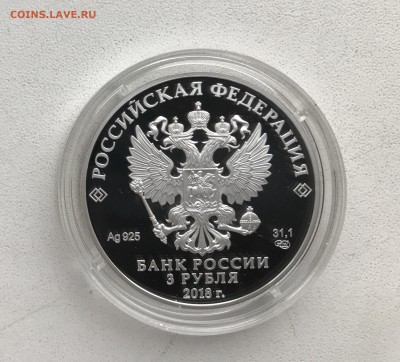 COINS.LAVE.RU
РОССИЙСКАЯ ФЕДЕРАЦИЯ
Ag 925
31,1
БАНК РОССИИ
3 РУБЛЯ
2018 г.